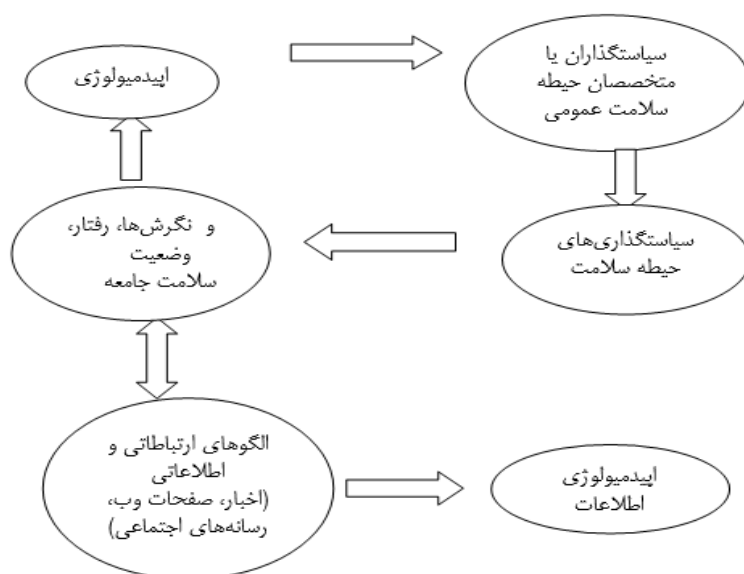 اپیدمیولوژی
سیاستگذاران یا
متخصصان حیطه
سلامت عمومی
و نگرش‌ها، رفتار،
وضعیت
سلامت جامعه
سیاستگذاری‌های
حیطه سلامت
الگوهای ارتباطاتی و
اطلاعاتی
(اخبار، صفحات وب،
رسانه‌های اجتماعی)
اپیدمیولوژی
اطلاعات